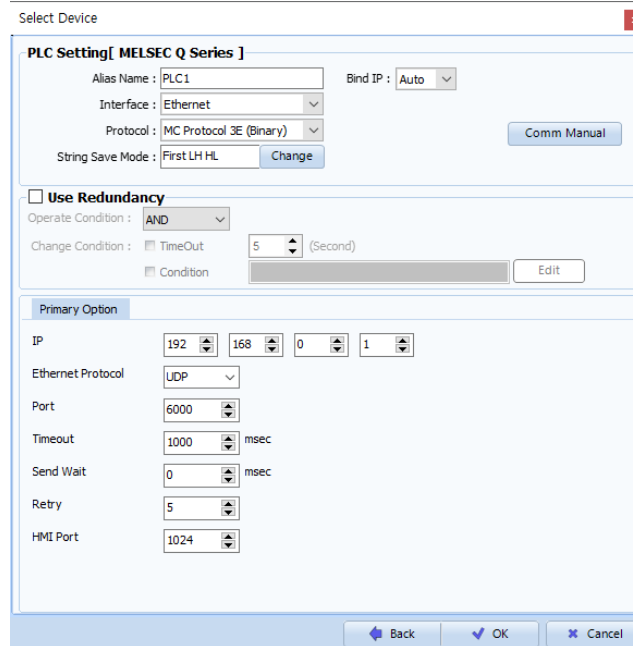 Select Device
PLC Setting[ MELSEC Q Series ]
Alias Name : PLC1 Bind IP : Auto
Interface : Ethernet
Protocol : MC Protocol 3E (Binary) Comm Manual
String Save Mode : First LH HL Change
Use Redundancy
Operate Condition : AND
Change Condition : TimeOut 5 (Second)
Condition Edit
Primary Option
IP 192 168 0 1
Ethernet Protocol UDP
Port 6000
Timeout 1000 msec
Send Wait 0 msec
Retry 5
HMI Port 1024
Back OK Cancel